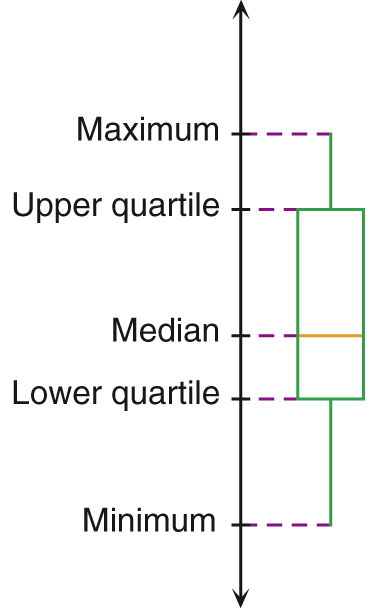 Maximum
Upper quartile
Median
Lower quartile
Minimum